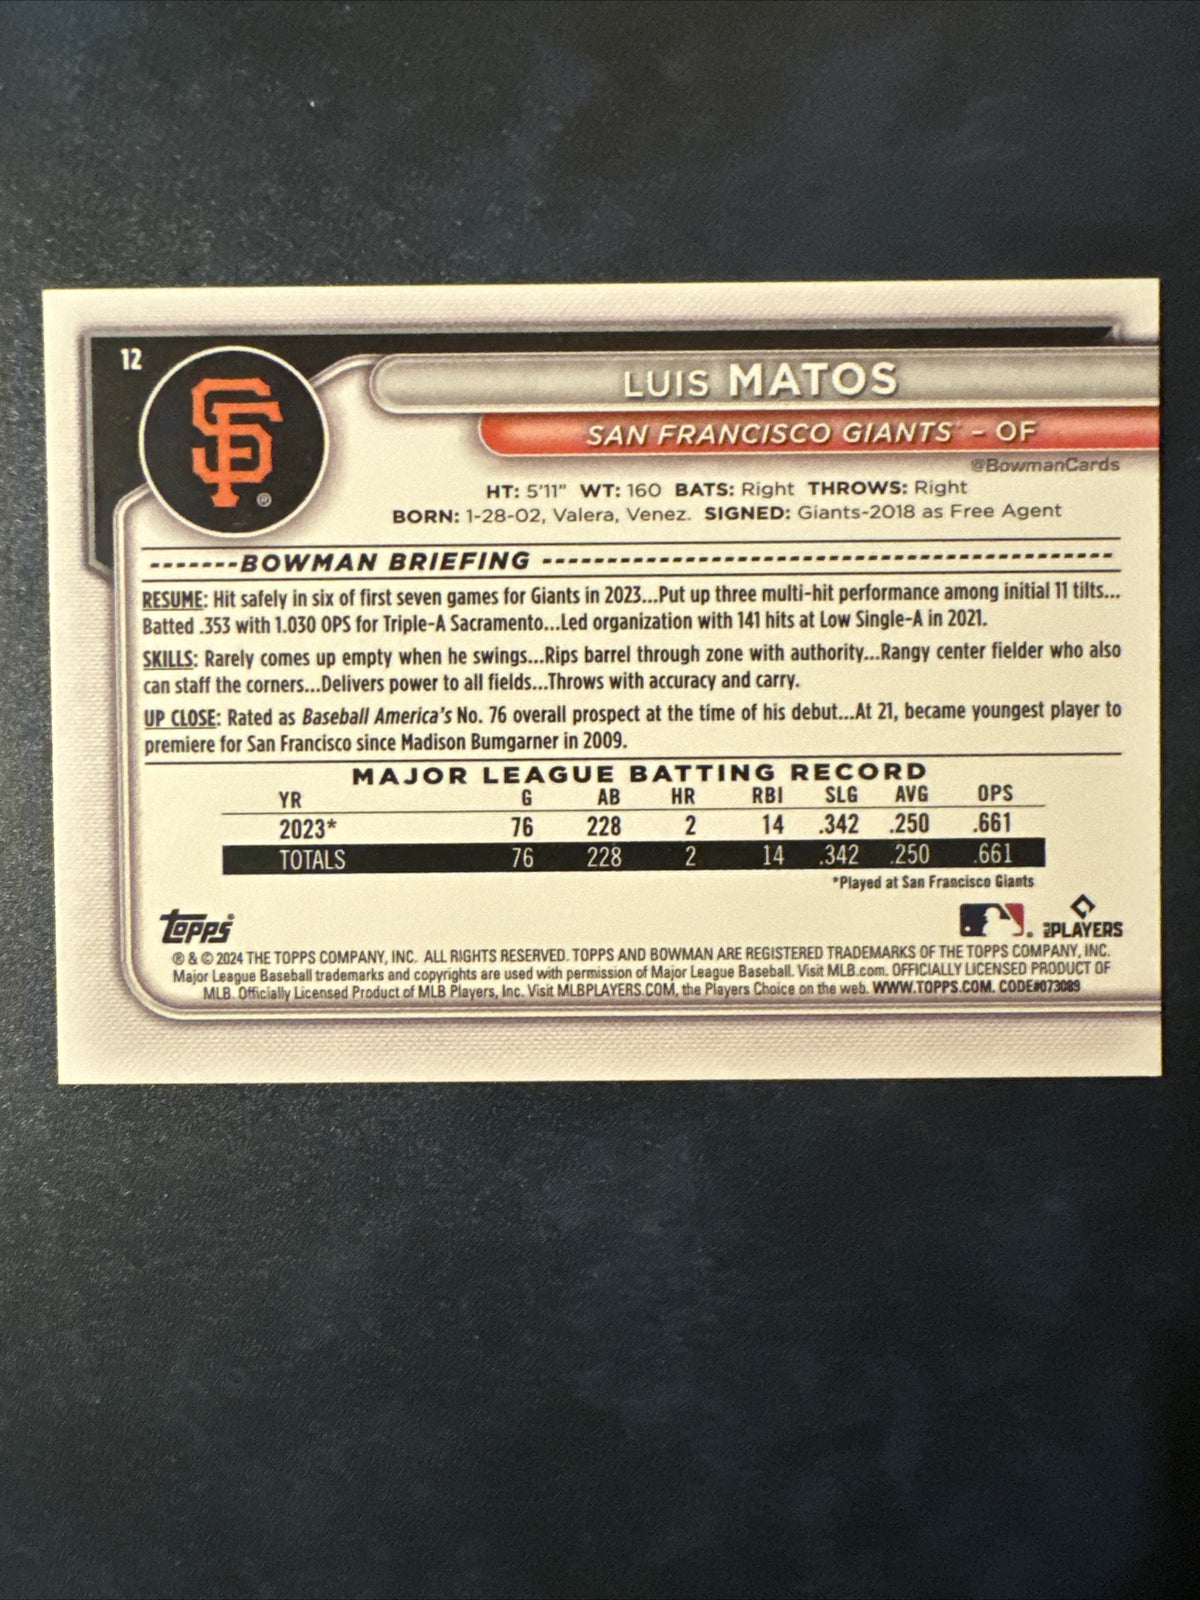 12
SF ®
LUIS MATOS
SAN FRANCISCO GIANTS - OF
@BowmanCards
HT: 5'11" WT: 160 BATS: Right THROWS: Right
BORN: 1-28-02, Valera, Venez. SIGNED: Giants-2018 as Free Agent
-------BOWMAN BRIEFING ----------------------------------------------------
RESUME: Hit safely in six of first seven games for Giants in 2023...Put up three multi-hit performance among initial 11 tilts...
Batted .353 with 1.030 OPS for Triple-A Sacramento...Led organization with 141 hits at Low Single-A in 2021.
SKILLS: Rarely comes up empty when he swings...Rips barrel through zone with authority...Rangy center fielder who also
can staff the corners...Delivers power to all fields...Throws with accuracy and carry.
UP CLOSE: Rated as Baseball America's No. 76 overall prospect at the time of his debut...At 21, became youngest player to
premiere for San Francisco since Madison Bumgarner in 2009.
MAJOR LEAGUE BATTING RECORD
YR G AB HR RBI SLG AVG OPS
2023* 76 228 2 14 .342 .250 .661
TOTALS 76 228 2 14 .342 .250 .661
*Played at San Francisco Giants
Topps®
PLAYERS
® & © 2024 THE TOPPS COMPANY, INC. ALL RIGHTS RESERVED. TOPPS AND BOWMAN ARE REGISTERED TRADEMARKS OF THE TOPPS COMPANY, INC.
Major League Baseball trademarks and copyrights are used with permission of Major League Baseball. Visit MLB.com. OFFICIALLY LICENSED PRODUCT OF
MLB. Officially Licensed Product of MLB Players, Inc. Visit MLBPLAYERS.COM, the Players Choice on the web. WWW.TOPPS.COM. CODE#073089